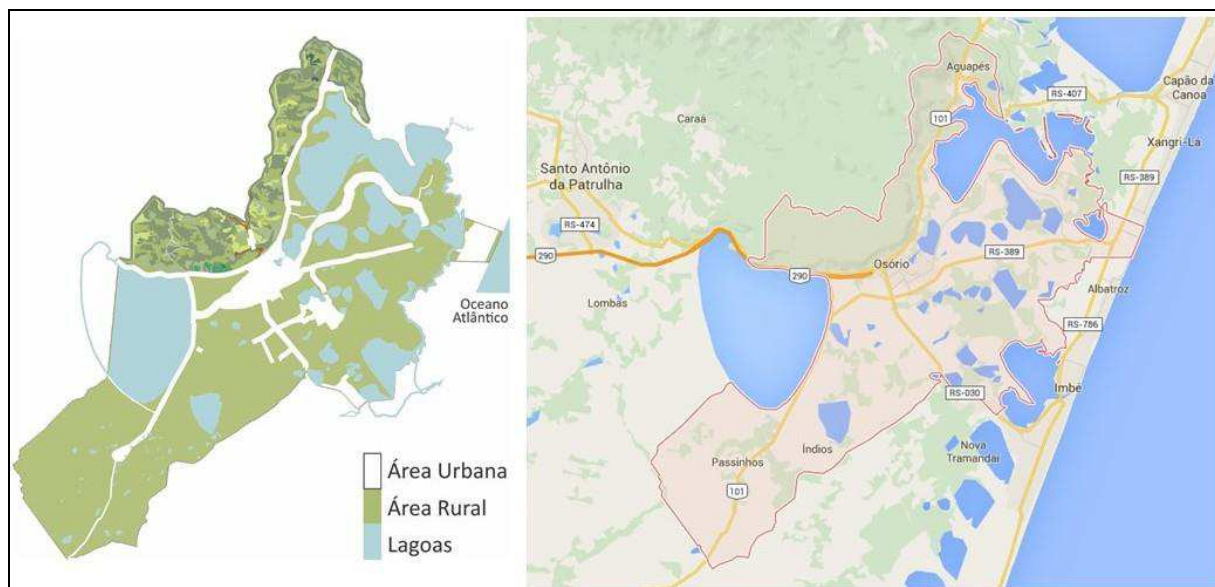 Oceano
Atlântico
Área Urbana
Área Rural
Lagoas
Aguapés
RS-407
Capão da
Canoa
101
Caraá
Xangri-Lá
Santo Antônio
da Patrulha
RS-389
RS-474
RS-389
290
290
Osório
Lombas
Albatroz
RS-786
Imbé
RS-030
Nova
Tramandaí
Índios
Passinhos
101